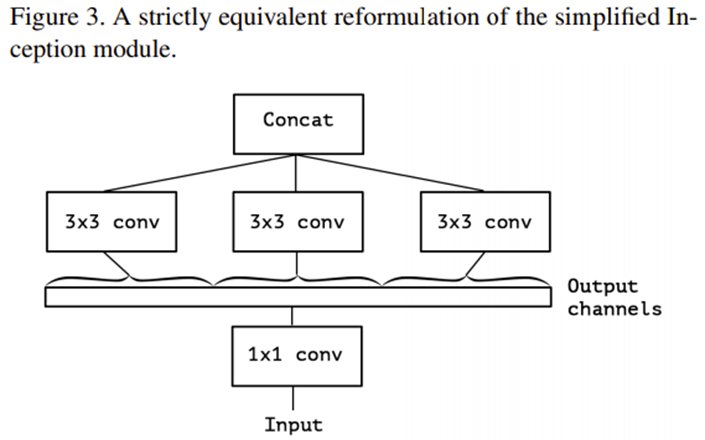 Figure 3. A strictly equivalent reformulation of the simplified In-
ception module.
Concat
3x3 conv
3x3 conv
3x3 conv
Output
channels
1x1 conv
Input